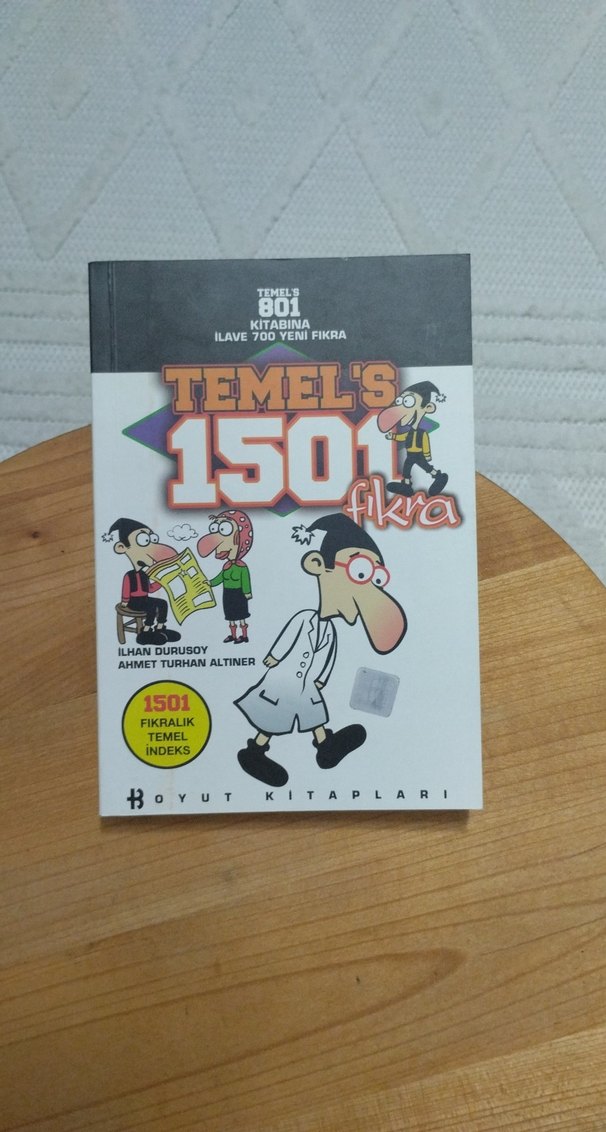 TEMEL'S
801
KİTABINA
İLAVE 700 YENİ FIKRA
TEMEL'S
1501
fıkra
İLHAN DURUSOY
AHMET TURHAN ALTINER
1501
FIKRALIK
TEMEL
İNDEKS
BOYUT KİTAPLARI